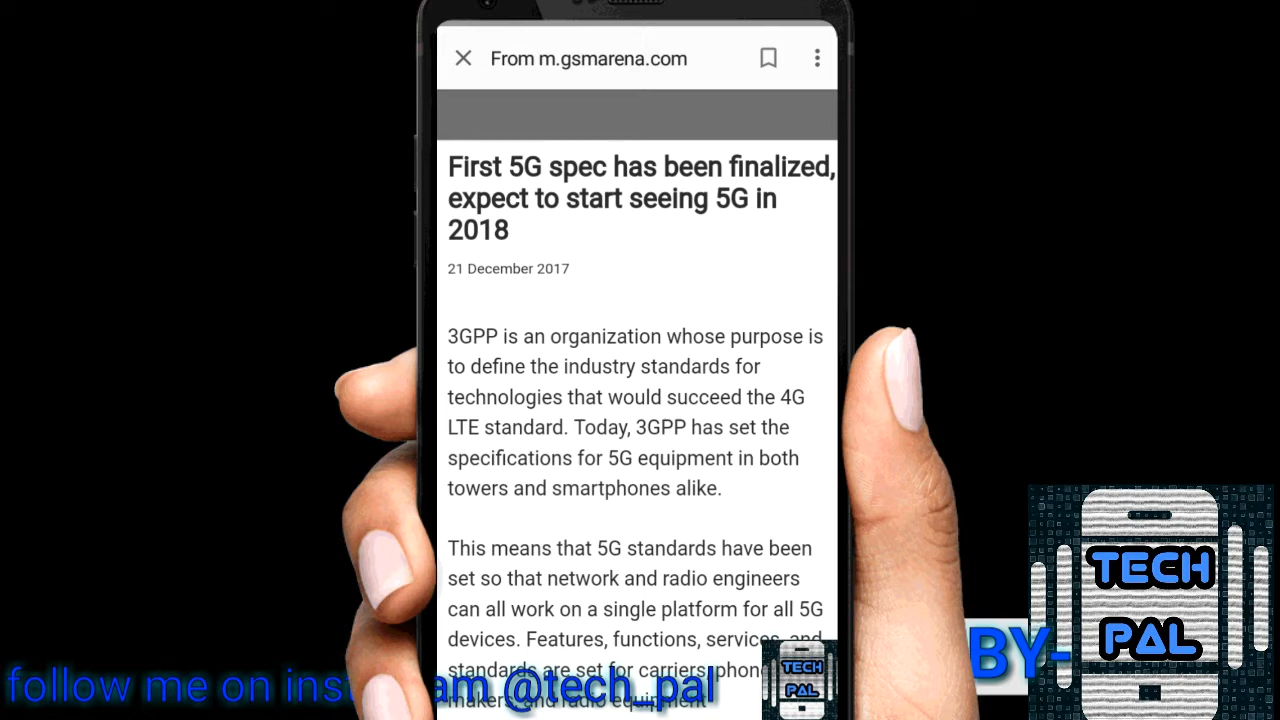 From m.gsmarena.com
First 5G spec has been finalized,
expect to start seeing 5G in
2018
21 December 2017
3GPP is an organization whose purpose is
to define the industry standards for
technologies that would succeed the 4G
LTE standard. Today, 3GPP has set the
specifications for 5G equipment in both
towers and smartphones alike.
This means that 5G standards have been
set so that network and radio engineers
can all work on a single platform for all 5G
devices. Features, functions, services, and
set for carriers
follow me on @tech_pal
TECH
PAL
BY-
TECH
PAL